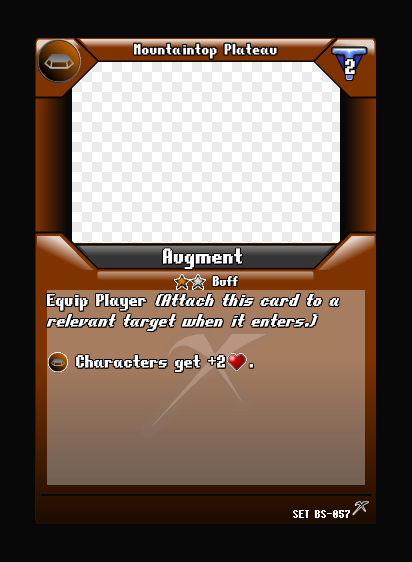 Mountaintop Plateau
2
Augment
Buff
Equip Player (Attach this card to a
relevant target when it enters.)
Characters get +2 .
SET BS-057